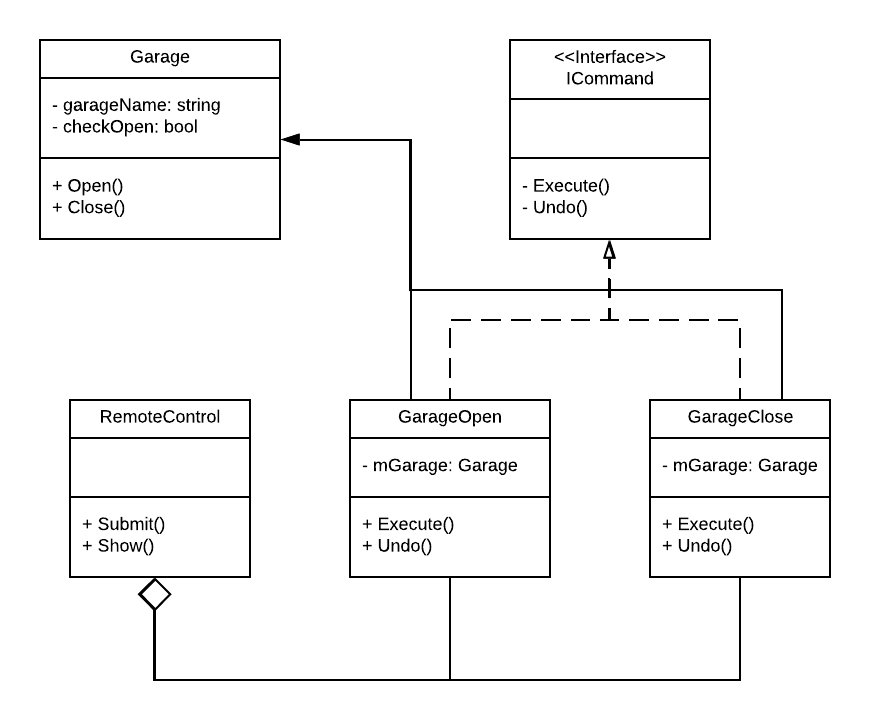 Garage
- garageName: string
- checkOpen: bool
+ Open()
+ Close()
<<Interface>>
ICommand
- Execute()
- Undo()
RemoteControl
+ Submit()
+ Show()
GarageOpen
- mGarage: Garage
+ Execute()
+ Undo()
GarageClose
- mGarage: Garage
+ Execute()
+ Undo()